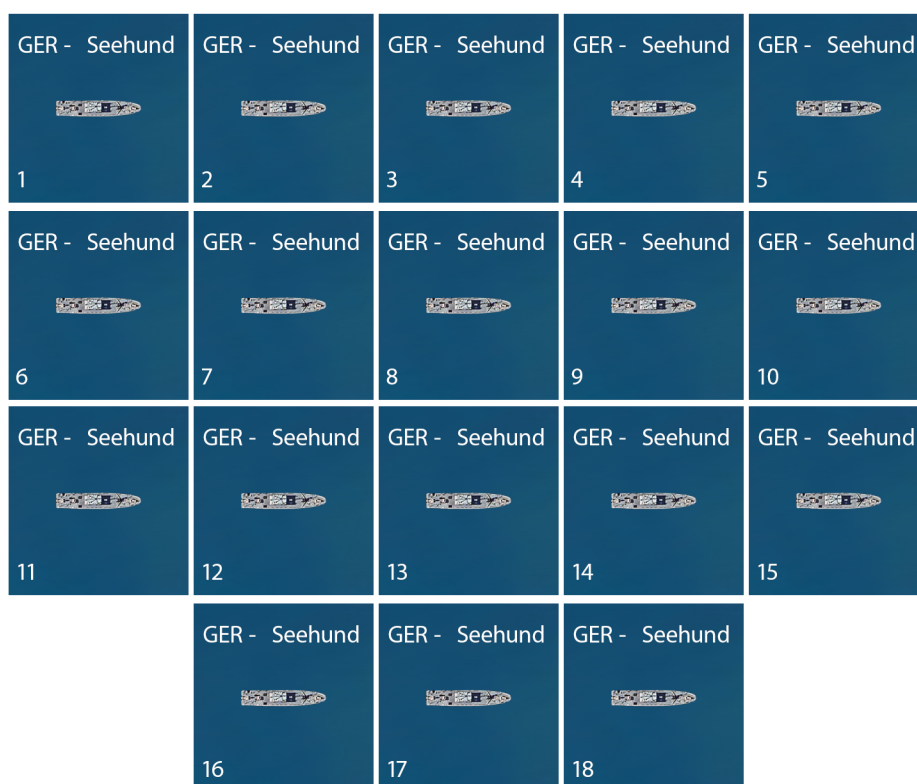 GER - Seehund
GER - Seehund
GER - Seehund
GER - Seehund
GER - Seehund
1
2
3
4
5
GER - Seehund
GER - Seehund
GER - Seehund
GER - Seehund
GER - Seehund
6
7
8
9
10
GER - Seehund
GER - Seehund
GER - Seehund
GER - Seehund
GER - Seehund
11
12
13
14
15
GER - Seehund
GER - Seehund
GER - Seehund
16
17
18